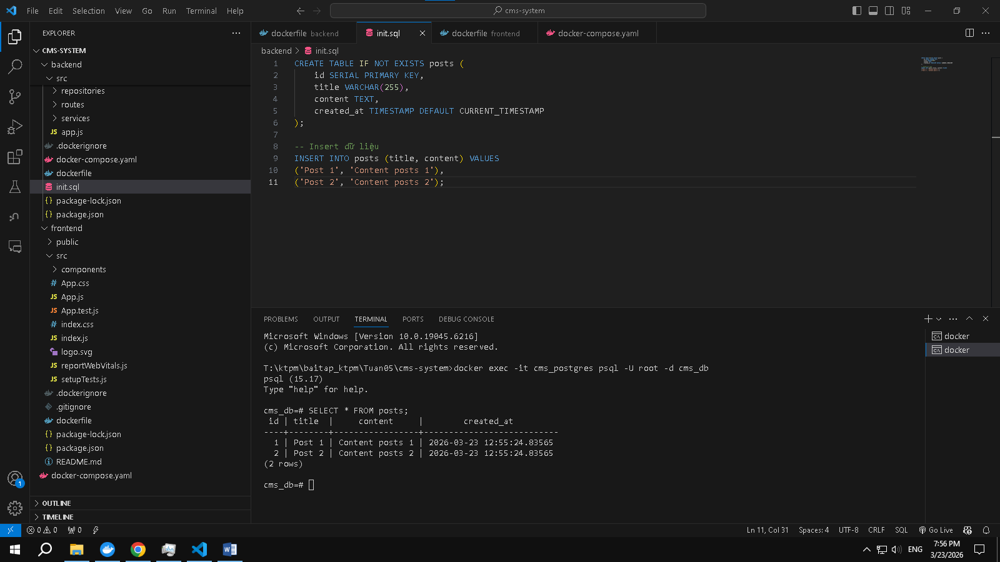 File Edit Selection View Go Run Terminal Help
cms-system
EXPLORER
CMS-SYSTEM
backend
src
repositories
routes
services
JS app.js
.dockerignore
docker-compose.yaml
dockerfile
init.sql
{} package-lock.json
{} package.json
frontend
public
src
components
# App.css
JS App.js
JS App.test.js
# index.css
JS index.js
logo.svg
JS reportWebVitals.js
JS setupTests.js
.dockerignore
.gitignore
dockerfile
{} package-lock.json
{} package.json
README.md
docker-compose.yaml
OUTLINE
TIMELINE
dockerfile backend
init.sql
dockerfile frontend
docker-compose.yaml
backend > init.sql
1 CREATE TABLE IF NOT EXISTS posts (
2 id SERIAL PRIMARY KEY,
3 title VARCHAR(255),
4 content TEXT,
5 created_at TIMESTAMP DEFAULT CURRENT_TIMESTAMP
6 );
7
8 -- Insert dữ liệu
9 INSERT INTO posts (title, content) VALUES
10 ('Post 1', 'Content posts 1'),
11 ('Post 2', 'Content posts 2');
PROBLEMS OUTPUT TERMINAL PORTS DEBUG CONSOLE
Microsoft Windows [Version 10.0.19045.6216]
(c) Microsoft Corporation. All rights reserved.
T:\ktpm\baitap_ktpm\Tuan05\cms-system>docker exec -it cms_postgres psql -U root -d cms_db
psql (15.17)
Type "help" for help.
cms_db=# SELECT * FROM posts;
id | title | content | created_at
----+--------+-----------------+---------------------------
1 | Post 1 | Content posts 1 | 2026-03-23 12:55:24.83565
2 | Post 2 | Content posts 2 | 2026-03-23 12:55:24.83565
(2 rows)
cms_db=#
docker
docker
1
0 0 0
Ln 11, Col 31 Spaces: 4 UTF-8 CRLF SQL Go Live
ENG
7:56 PM
3/23/2026